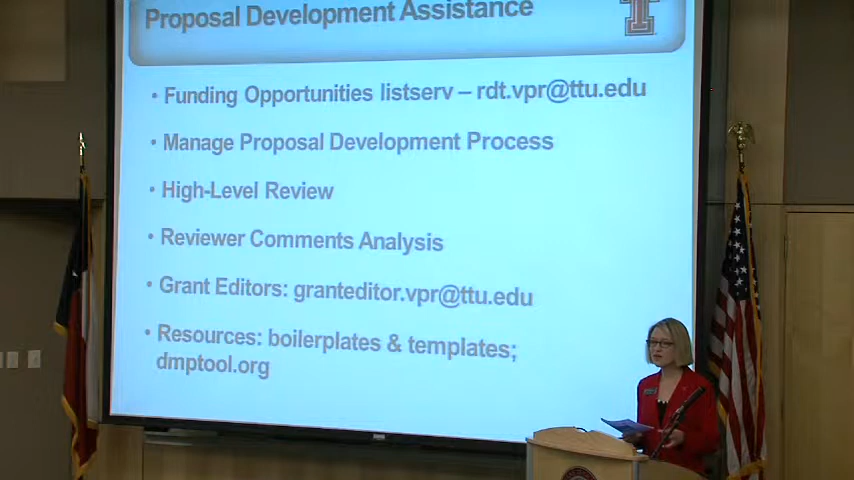 Proposal Development Assistance
• Funding Opportunities listserv – rdt.vpr@ttu.edu
• Manage Proposal Development Process
• High-Level Review
• Reviewer Comments Analysis
• Grant Editors: granteditor.vpr@ttu.edu
• Resources: boilerplates & templates;
dmptool.org